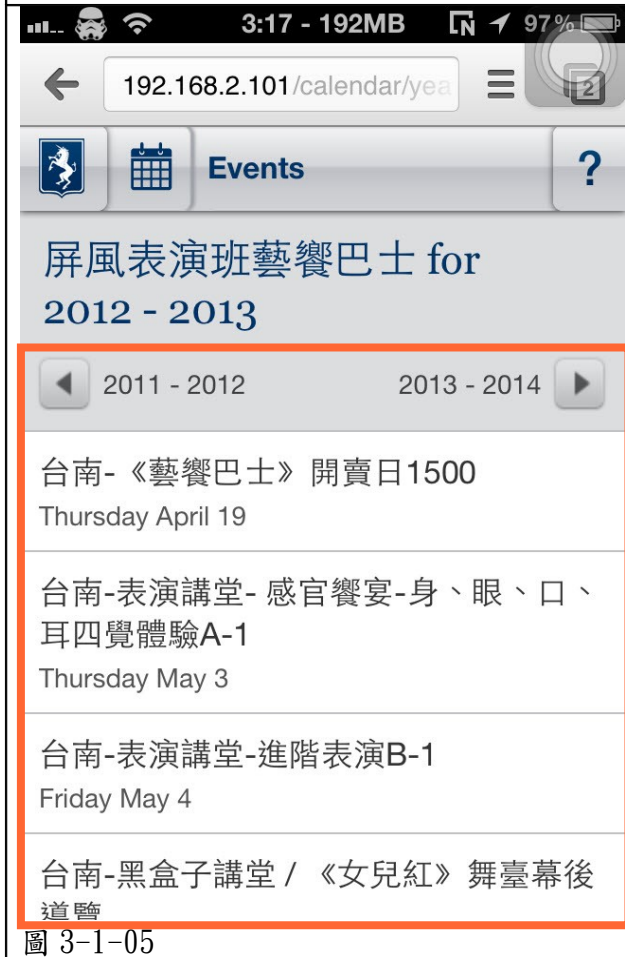 3:17 - 192MB 97%
192.168.2.101/calendar/yea
2
Events
?
屏風表演班藝饗巴士 for
2012 - 2013
2011 - 2012 2013 - 2014
台南-《藝饗巴士》開賣日1500
Thursday April 19
台南-表演講堂- 感官饗宴-身、眼、口、
耳四覺體驗A-1
Thursday May 3
台南-表演講堂-進階表演B-1
Friday May 4
台南-黑盒子講堂 / 《女兒紅》舞臺幕後
導覽
圖 3-1-05